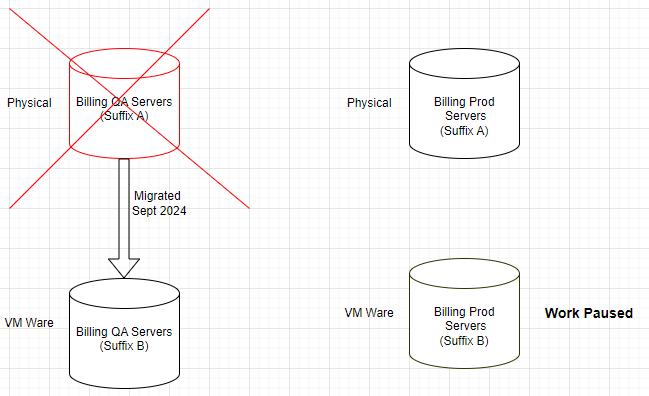 Physical
Billing QA Servers
(Suffix A)
Migrated
Sept 2024
VM Ware
Billing QA Servers
(Suffix B)
Physical
Billing Prod
Servers
(Suffix A)
VM Ware
Billing Prod
Servers
(Suffix B)
Work Paused